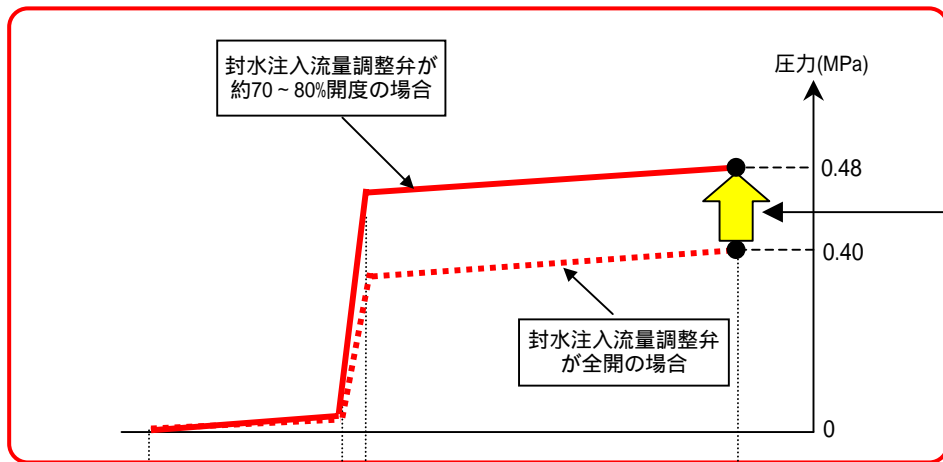 封水注入流量調整弁が
約70～80%開度の場合
圧力(MPa)
0.48
0.40
封水注入流量調整弁
が全開の場合
0